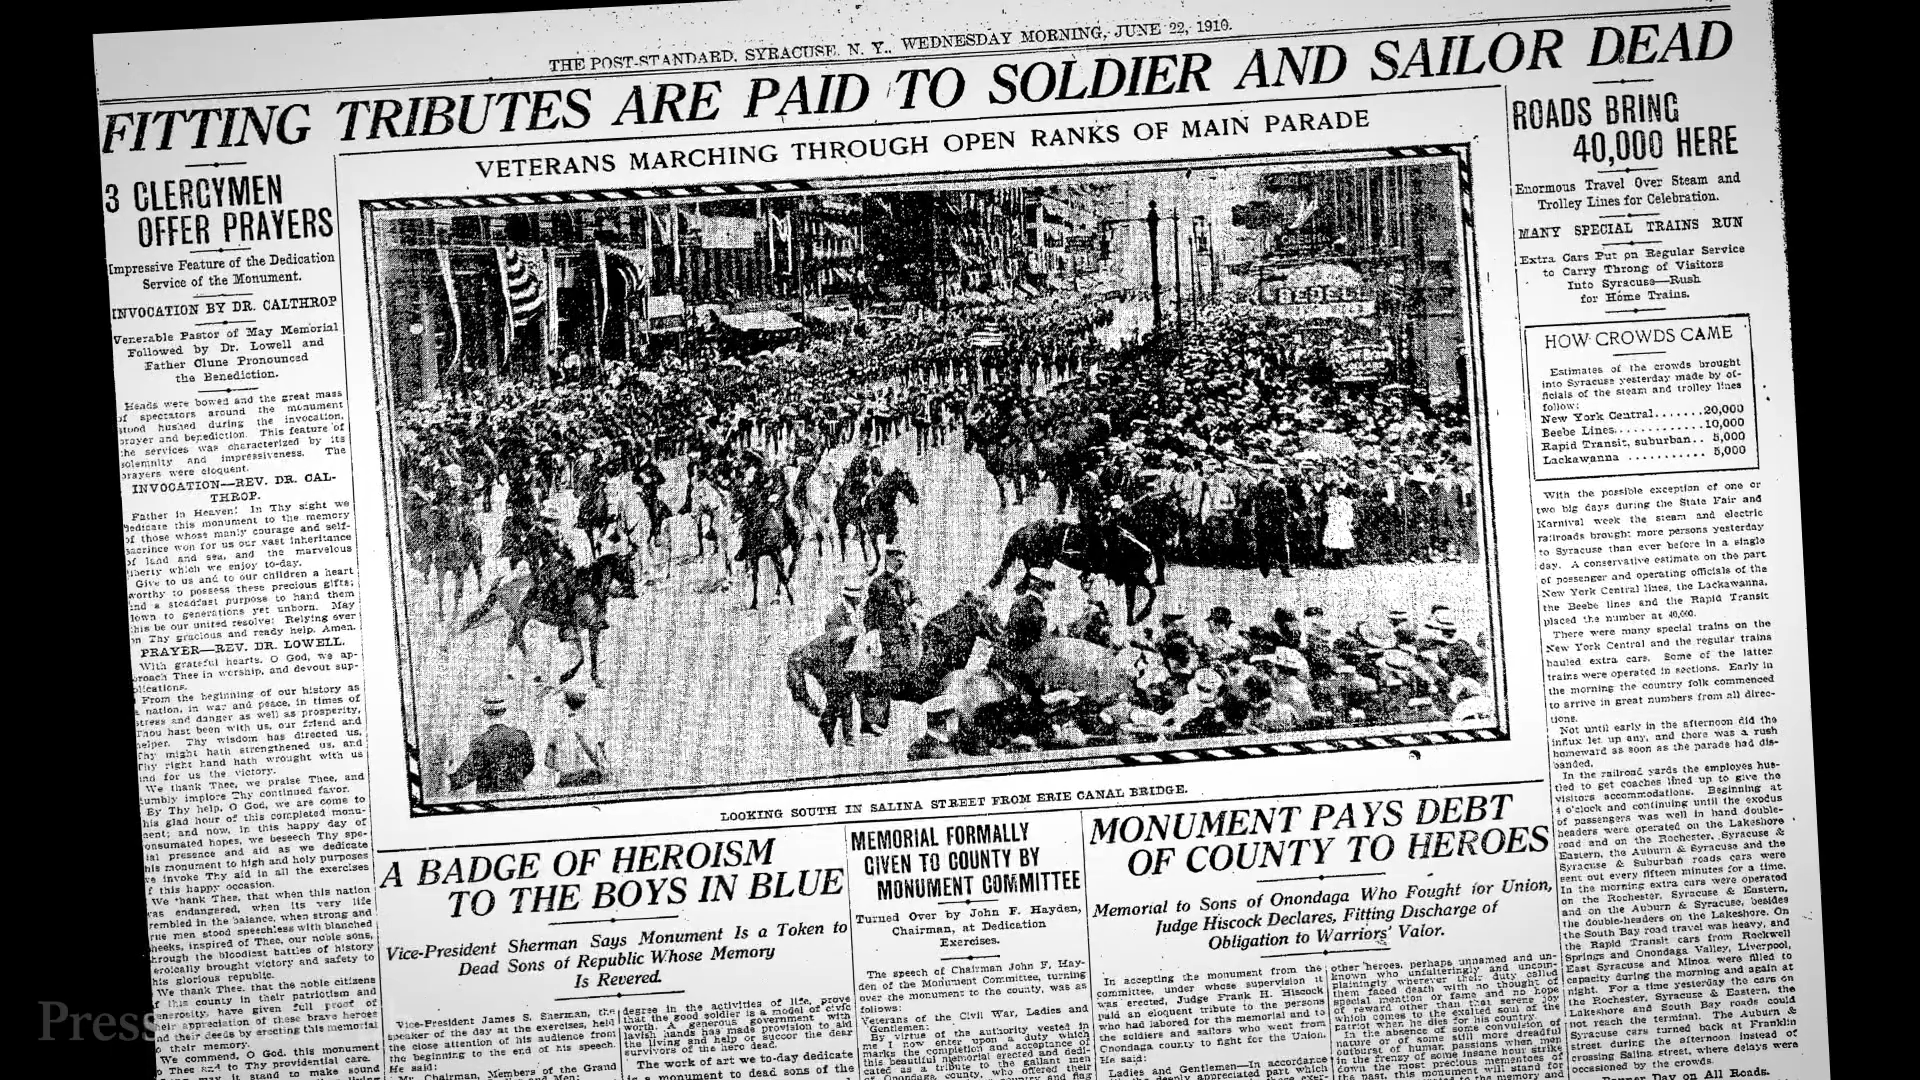 THE POST-STANDARD, SYRACUSE, N. Y., WEDNESDAY MORNING, JUNE 22, 1910.
FITTING TRIBUTES ARE PAID TO SOLDIER AND SAILOR DEAD
3 CLERGYMEN
OFFER PRAYERS
Impressive Feature of the Dedication
Service of the Monument.
INVOCATION BY DR. CALTHROP
Venerable Pastor of May Memorial
Followed by Dr. Lowell and
Father Clune Pronounced
the Benediction.
Heads were bowed and the great mass
of spectators around the monument
stood hushed during the invocation,
prayer and benediction. This feature of
the services was characterized by its
solemnity and impressiveness. The
prayers were eloquent.
INVOCATION—REV. DR. CAL-
THROP.
Father in Heaven! In Thy sight we
dedicate this monument to the memory
of those whose manly courage and self-
sacrifice won for us our vast inheritance
of land and sea, and the marvelous
liberty which we enjoy to-day.
Give to us and to our children a heart
worthy to possess these precious gifts;
and a steadfast purpose to hand them
down to generations yet unborn. May
this be our united resolve: Relying ever
on Thy gracious and ready help. Amen.
PRAYER—REV. DR. LOWELL.
With grateful hearts, O God, we ap-
proach Thee in worship, and devout sup-
plications.
From the beginning of our history as
a nation, in war and peace, in times of
stress and danger as well as prosperity,
Thou hast been with us, our friend and
helper. Thy wisdom has directed us,
Thy might hath strengthened us, and
Thy right hand hath wrought with us
and for us the victory.
We thank Thee, we praise Thee, and
humbly implore Thy continued favor.
By Thy help, O God, we are come to
this glad hour of this completed monu-
ment; and now, in this happy day of
consumated hopes, we beseech Thy spe-
cial presence and aid as we dedicate
this monument to high and holy purposes
we invoke Thy aid in all the exercises
of this happy occasion.
We thank Thee, that when this nation
was endangered, when its very life
trembled in the balance, when strong and
true men stood speechless with blanched
cheeks, inspired of Thee, our noble sons,
through the bloodiest battles of history
heroically brought victory and safety to
this glorious republic.
We thank Thee, that the noble citizens
of this county in their patriotism and
generosity, have given full proof of
their appreciation of these brave heroes
and their deeds by erecting this memorial
to their memory.
We commend, O God, this monument
to Thee and to Thy providential care.
may it stand to make sound
VETERANS MARCHING THROUGH OPEN RANKS OF MAIN PARADE
BEDELL
LOOKING SOUTH IN SALINA STREET FROM ERIE CANAL BRIDGE.
A BADGE OF HEROISM
TO THE BOYS IN BLUE
Vice-President Sherman Says Monument Is a Token to
Dead Sons of Republic Whose Memory
Is Revered.
Vice-President James S. Sherman, the
speaker of the day at the exercises, held
the close attention of his audience from
the beginning to the end of his speech.
He said:
Mr. Chairman, Members of the Grand
degree in the activities of life, prove
that the good soldier is a model of civic
worth. A generous government with
lavish hands has made provision to aid
the living and help or succor the dear
survivors of the hero dead.
The work of art we to-day dedicate
is a monument to dead sons of the
MEMORIAL FORMALLY
GIVEN TO COUNTY BY
MONUMENT COMMITTEE
Turned Over by John F. Hayden,
Chairman, at Dedication
Exercises.
The speech of Chairman John F. Hay-
den of the Monument Committee, turning
over the monument to the county, was as
follows:
Veterans of the Civil War, Ladies and
Gentlemen:
By virtue of the authority vested in
me I now enter upon a duty which
marks the completion and acceptance of
this beautiful memorial erected and dedi-
cated as a tribute to the gallant men
of Onondaga county, who offered their
MONUMENT PAYS DEBT
OF COUNTY TO HEROES
Memorial to Sons of Onondaga Who Fought for Union,
Judge Hiscock Declares, Fitting Discharge of
Obligation to Warriors' Valor.
In accepting the monument from the
committee, under whose supervision it
was erected, Judge Frank H. Hiscock
paid an eloquent tribute to the persons
who had labored for the memorial and to
the soldiers and sailors who went from
Onondaga county to fight for the Union.
He said:
Ladies and Gentlemen—In accordance
other heroes, perhaps unnamed and un-
known who unfalteringly and uncom-
plainingly wherever their duty called
them faced death with no thought of
special mention or fame and no hope
of reward other than that serene joy
which comes to the exalted soul of the
patriot when he dies for his country.
In the absence of some convulsion of
nature or of some still more dreadful
outburst of human passions when men
in the frenzy of some insane hour strike
down the most precious mementoes of
the past, this monument will stand for
ROADS BRING
40,000 HERE
Enormous Travel Over Steam and
Trolley Lines for Celebration.
MANY SPECIAL TRAINS RUN
Extra Cars Put on Regular Service
to Carry Throng of Visitors
Into Syracuse—Rush
for Home Trains.
HOW CROWDS CAME
Estimates of the crowds brought
into Syracuse yesterday made by of-
ficials of the steam and trolley lines
follow:
New York Central.......20,000
Beebe Lines............10,000
Rapid Transit, suburban.. 5,000
Lackawanna .......... 5,000
With the possible exception of one or
two big days during the State Fair and
Karnival week the steam and electric
railroads brought more persons yesterday
to Syracuse than ever before in a single
day. A conservative estimate on the part
of passenger and operating officials of the
New York Central lines, the Lackawanna,
the Beebe lines and the Rapid Transit
placed the number at 40,000.
There were many special trains on the
New York Central and the regular trains
hauled extra cars. Some of the latter
trains were operated in sections. Early in
the morning the country folk commenced
to arrive in great numbers from all direc-
tions.
Not until early in the afternoon did the
influx let up any, and there was a rush
homeward as soon as the parade had dis-
banded.
In the railroad yards the employes hus-
tled to get coaches lined up to give the
visitors accommodations. Beginning at
4 o'clock and continuing until the exodus
of passengers was well in hand double-
headers were operated on the Lakeshore
road and on the Rochester, Syracuse &
Eastern, the Auburn & Syracuse and the
Syracuse & Suburban roads cars were
sent out every fifteen minutes for a time.
In the morning extra cars were operated
on the Rochester, Syracuse & Eastern,
and on the Auburn & Syracuse, besides
the double-headers on the Lakeshore. On
the South Bay road travel was heavy, and
the Rapid Transit cars from Rockwell
Springs and Onondaga Valley, Liverpool,
East Syracuse and Minoa were filled to
capacity during the morning and again at
night. For a time yesterday the cars on
the Rochester, Syracuse & Eastern, the
Lakeshore and South Bay roads could
not reach the terminal. The Auburn &
Syracuse cars turned back at Franklin
street during the afternoon instead of
crossing Salina street, where delays were
occasioned by the crowds.
Banner Day on All Roads.
Press